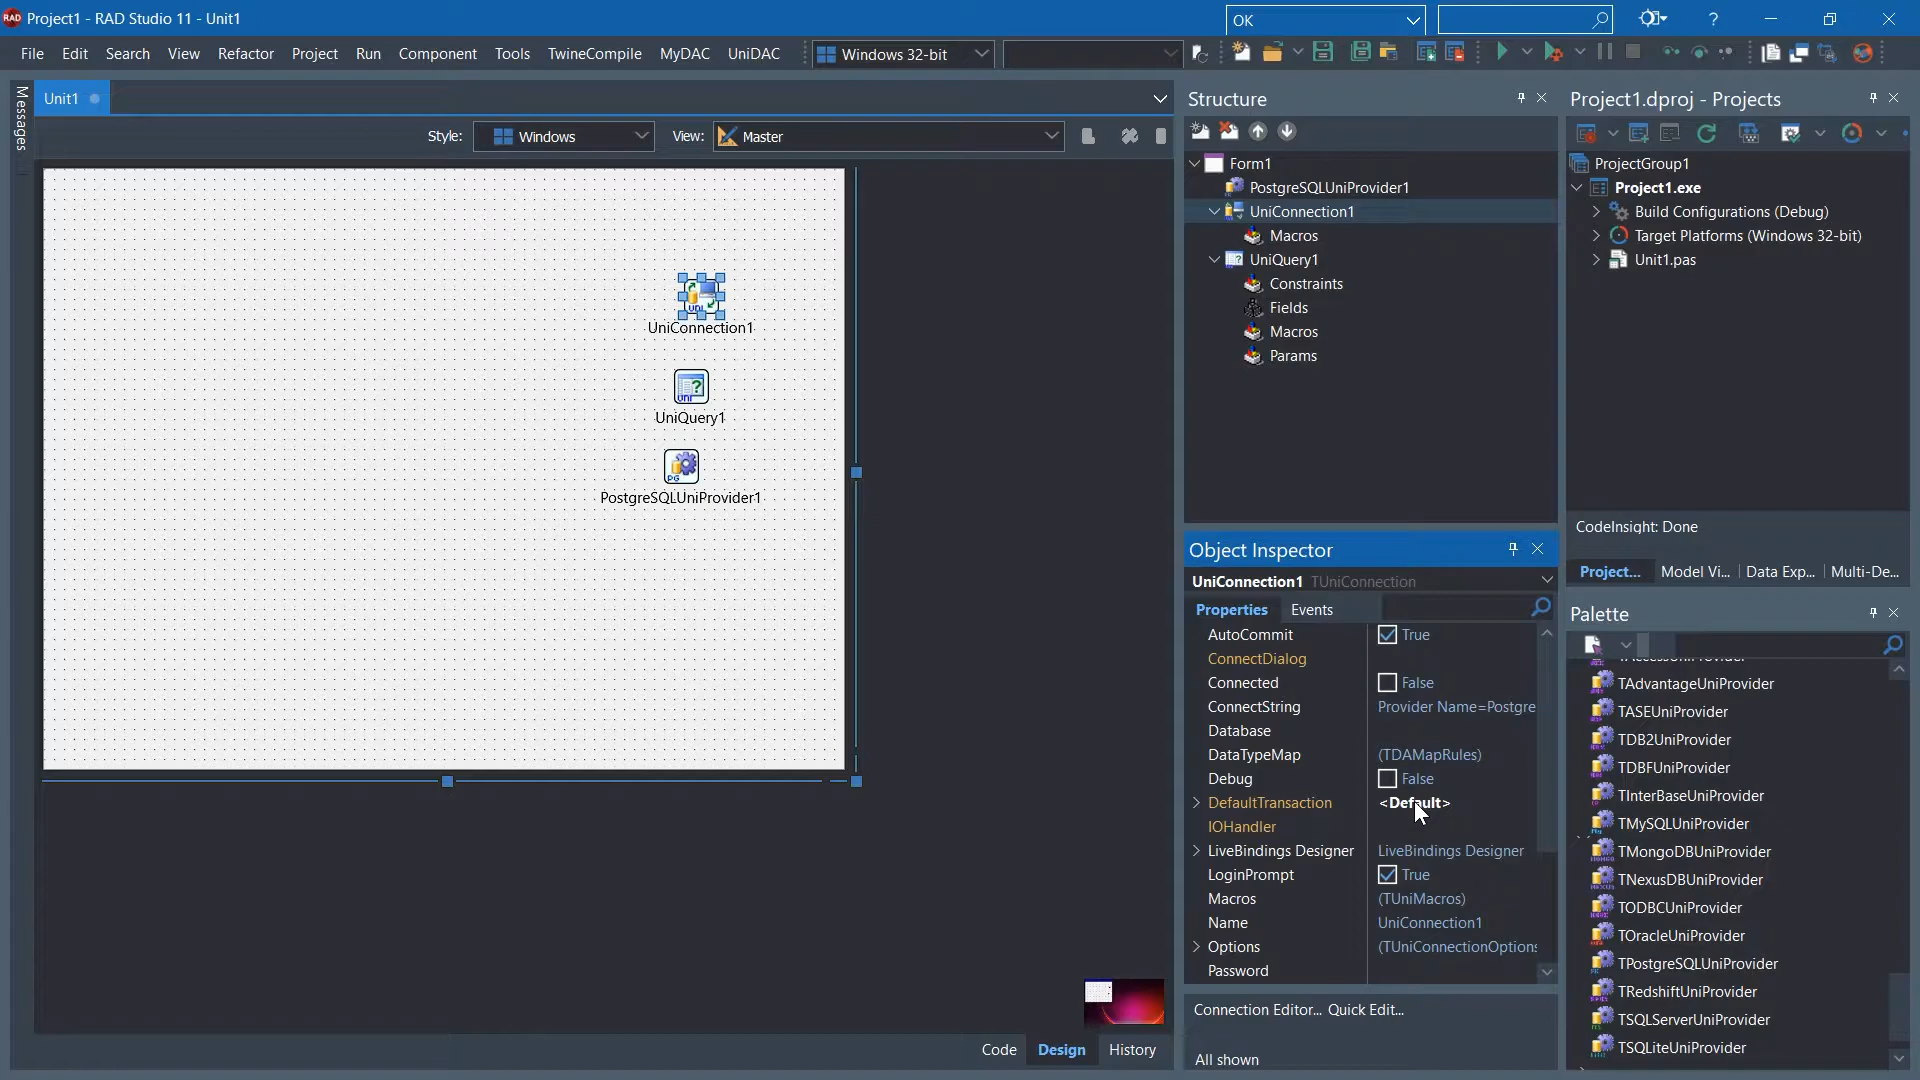 Project1 - RAD Studio 11 - Unit1
OK
?
File Edit Search View Refactor Project Run Component Tools TwineCompile MyDAC UniDAC
Windows 32-bit
Messages
Unit1
Style: Windows View: Master
UniConnection1
UniQuery1
PostgreSQLUniProvider1
Code Design History
Structure
Form1
PostgreSQLUniProvider1
UniConnection1
Macros
UniQuery1
Constraints
Fields
Macros
Params
Object Inspector
UniConnection1 TUniConnection
Properties Events
AutoCommit True
ConnectDialog
Connected False
ConnectString Provider Name=Postgre
Database
DataTypeMap (TDAMapRules)
Debug False
DefaultTransaction <Default>
IOHandler
LiveBindings Designer LiveBindings Designer
LoginPrompt True
Macros (TUniMacros)
Name UniConnection1
Options (TUniConnectionOptions
Password
Connection Editor... Quick Edit...
All shown
Project1.dproj - Projects
ProjectGroup1
Project1.exe
Build Configurations (Debug)
Target Platforms (Windows 32-bit)
Unit1.pas
CodeInsight: Done
Project... Model Vi... Data Exp... Multi-De...
Palette
TAdvantageUniProvider
TASEUniProvider
TDB2UniProvider
TDBFUniProvider
TInterBaseUniProvider
TMySQLUniProvider
TMongoDBUniProvider
TNexusDBUniProvider
TODBCUniProvider
TOracleUniProvider
TPostgreSQLUniProvider
TRedshiftUniProvider
TSQLServerUniProvider
TSQLiteUniProvider